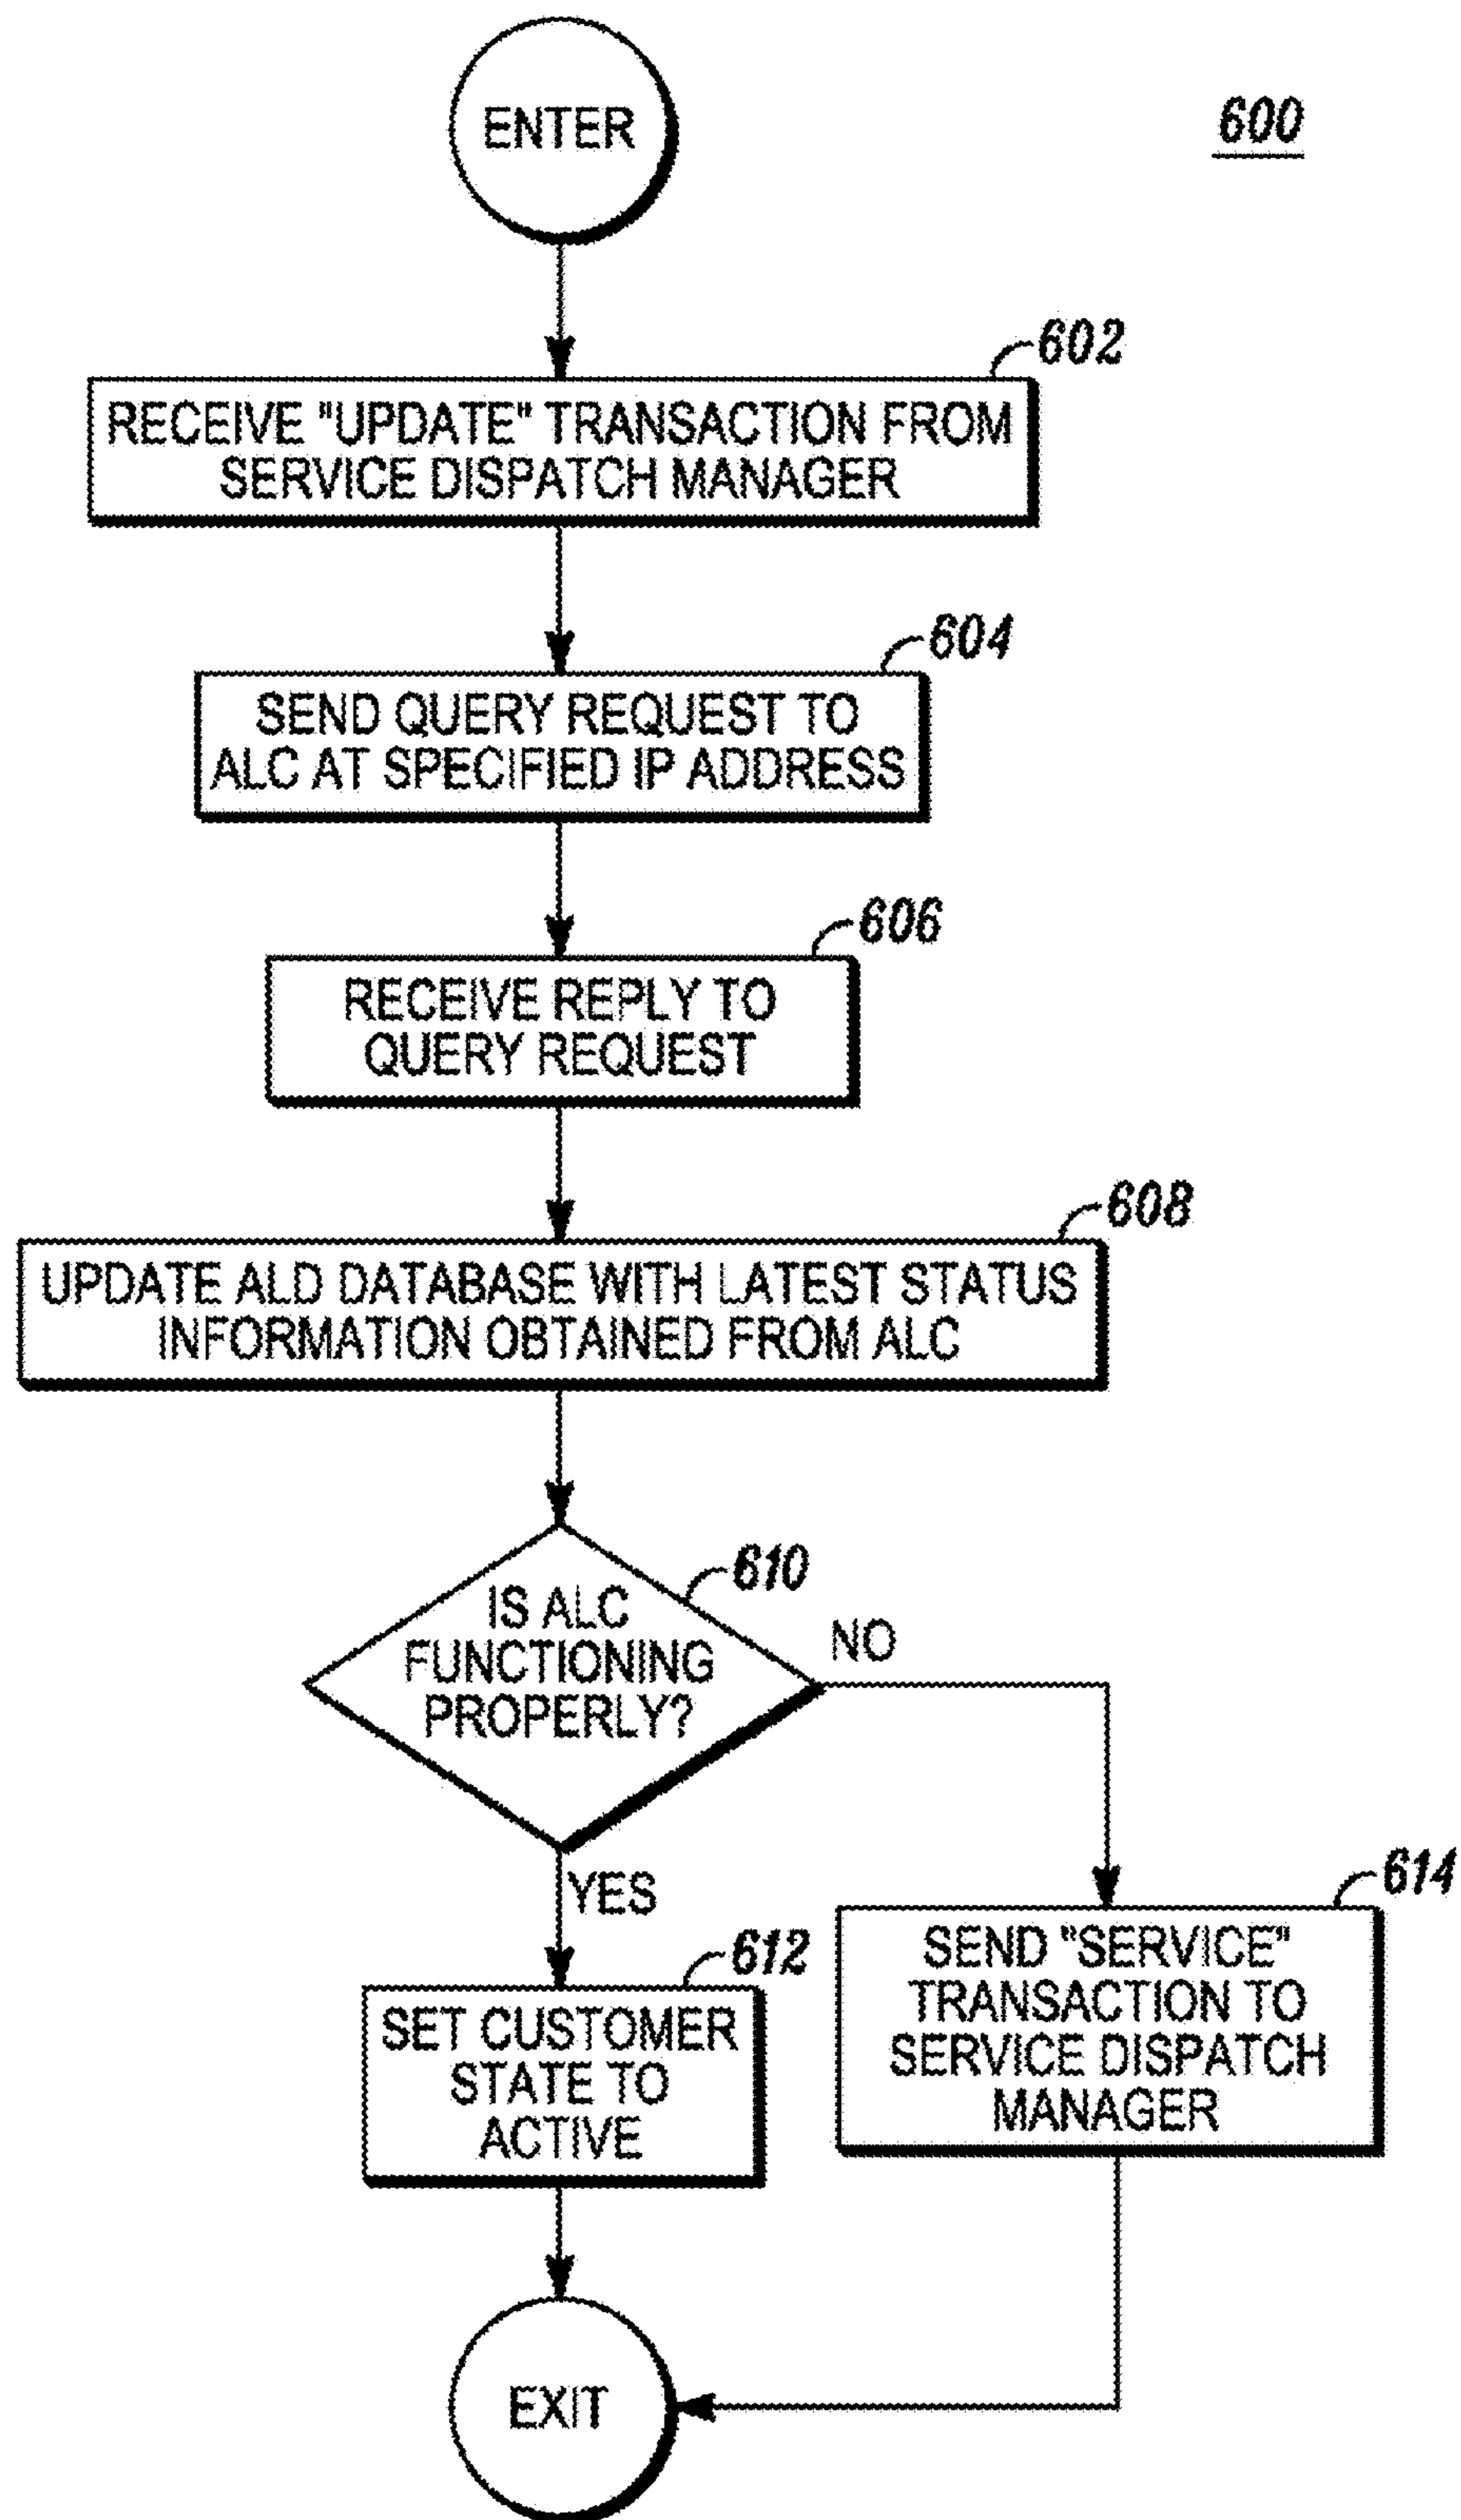 ENTER
600
602
RECEIVE "UPDATE" TRANSACTION FROM
SERVICE DISPATCH MANAGER
604
SEND QUERY REQUEST TO
ALC AT SPECIFIED IP ADDRESS
606
RECEIVE REPLY TO
QUERY REQUEST
608
UPDATE ALD DATABASE WITH LATEST STATUS
INFORMATION OBTAINED FROM ALC
610
IS ALC
FUNCTIONING
PROPERLY?
NO
YES
612
SET CUSTOMER
STATE TO
ACTIVE
614
SEND "SERVICE"
TRANSACTION TO
SERVICE DISPATCH
MANAGER
EXIT